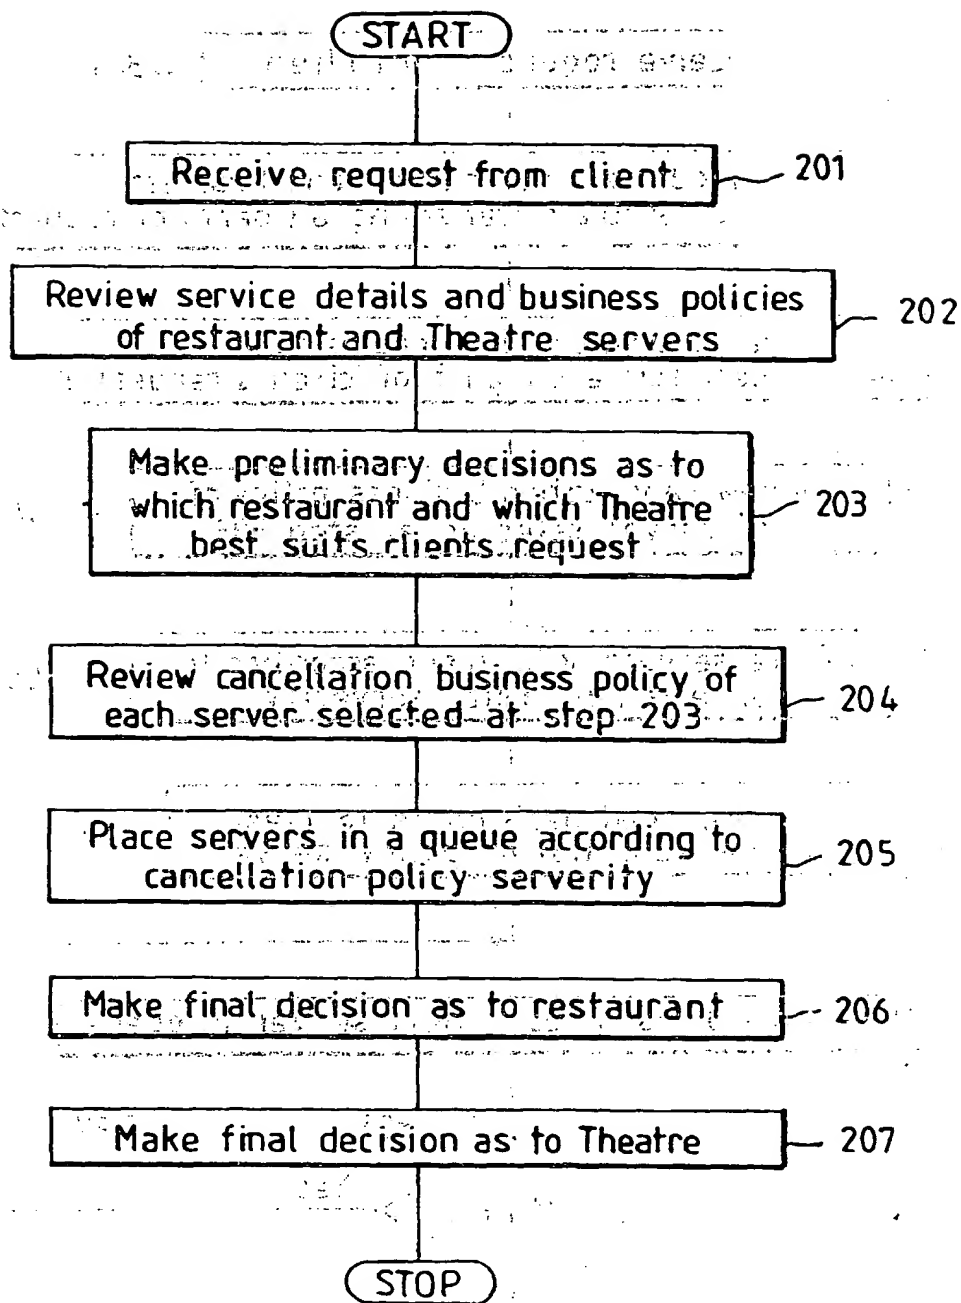 START
Receive request from client
201
Review service details and business policies
of restaurant and Theatre servers
202
Make preliminary decisions as to
which restaurant and which Theatre
best suits clients request
203
Review cancellation business policy of
each server selected at step 203
204
Place servers in a queue according to
cancellation policy serverity
205
Make final decision as to restaurant
206
Make final decision as to Theatre
207
STOP